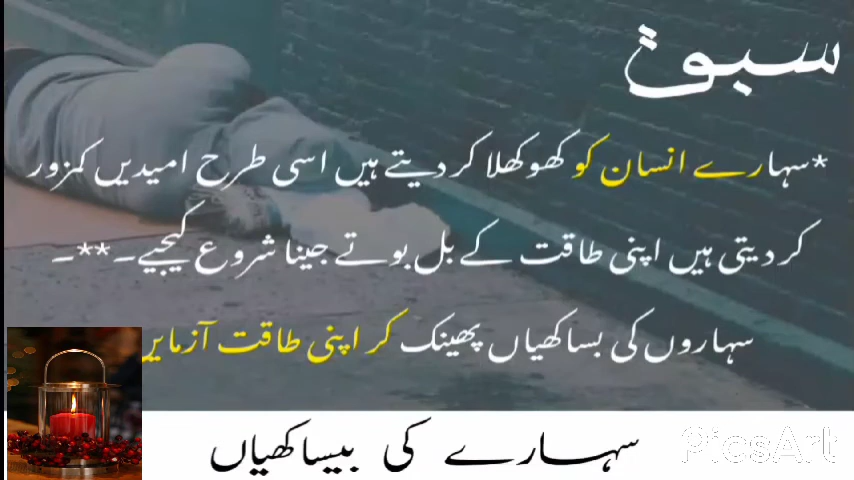 سبق
*سہارے انسان کو کھوکھلا کر دیتے ہیں اسی طرح امیدیں کمزور
کر دیتی ہیں اپنی طاقت کے بل بوتے جینا شروع کیجیے۔**۔
سہاروں کی بساکھیاں پھینک کر اپنی طاقت آزمایں
سہارے کی بیساکھیاں
PicsArt